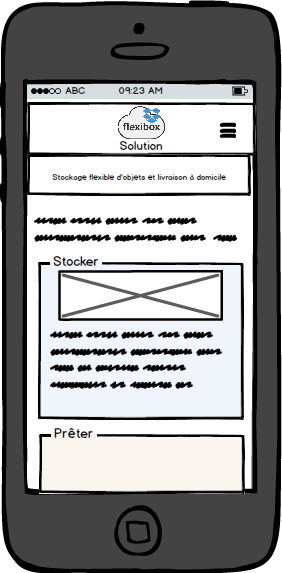 ABC 09:23 AM
flexibox
Solution
Stockage flexible d'objets et livraison à domicile
Stocker
Prêter